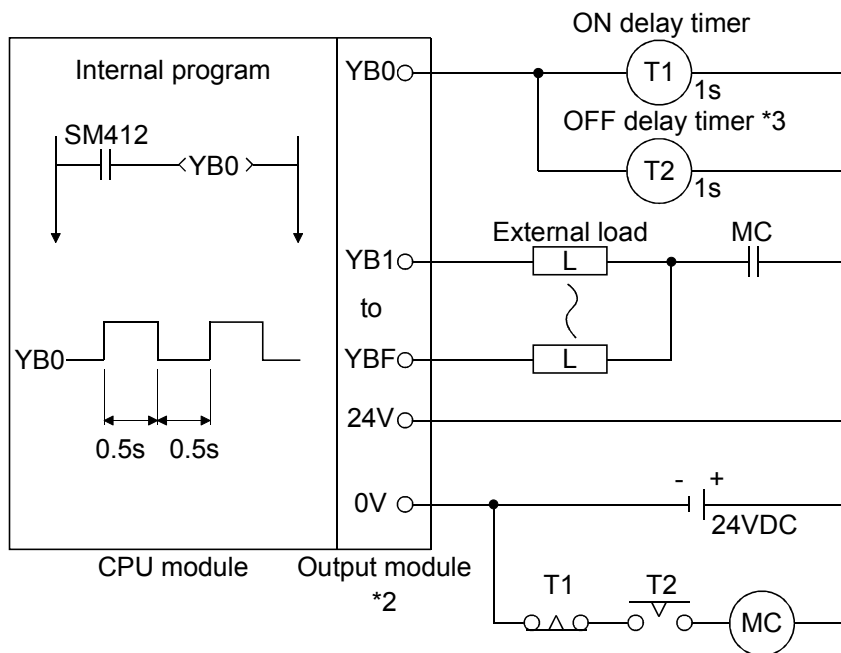 ON delay timer
Internal program
YB0
T1
1s
SM412
OFF delay timer *3
YB0
T2
1s
External load
MC
YB1
L
to
YB0
YBF
L
24V
0.5s 0.5s
0V
- +
24VDC
CPU module
Output module
*2
T1
T2
MC